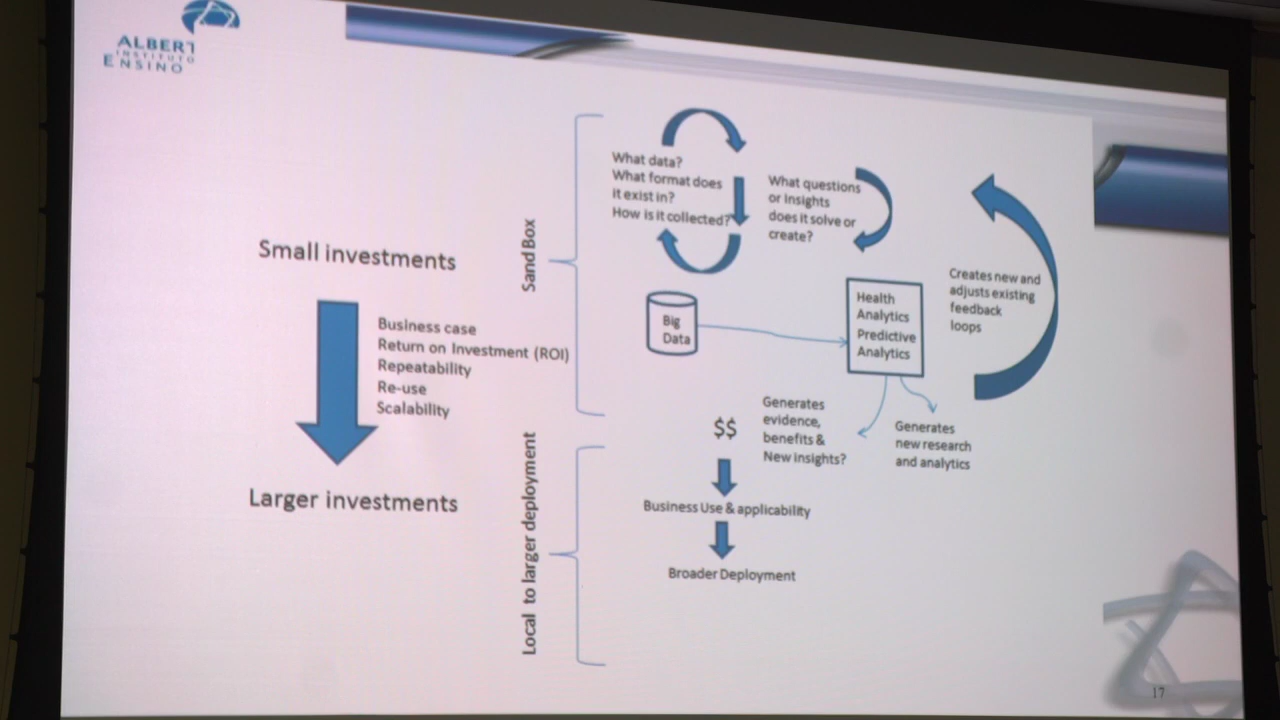 ALBERT
INSTITUTO
ENSINO
Small investments
Business case
Return on Investment (ROI)
Repeatability
Re-use
Scalability
Larger investments
Sand Box
What data?
What format does
it exist in?
How is it collected?
What questions
or Insights
does it solve or
create?
Big
Data
Health
Analytics
Predictive
Analytics
Creates new and
adjusts existing
feedback
loops
Generates
evidence,
benefits &
New insights?
Generates
new research
and analytics
Local to larger deployment
$$
Business Use & applicability
Broader Deployment
17